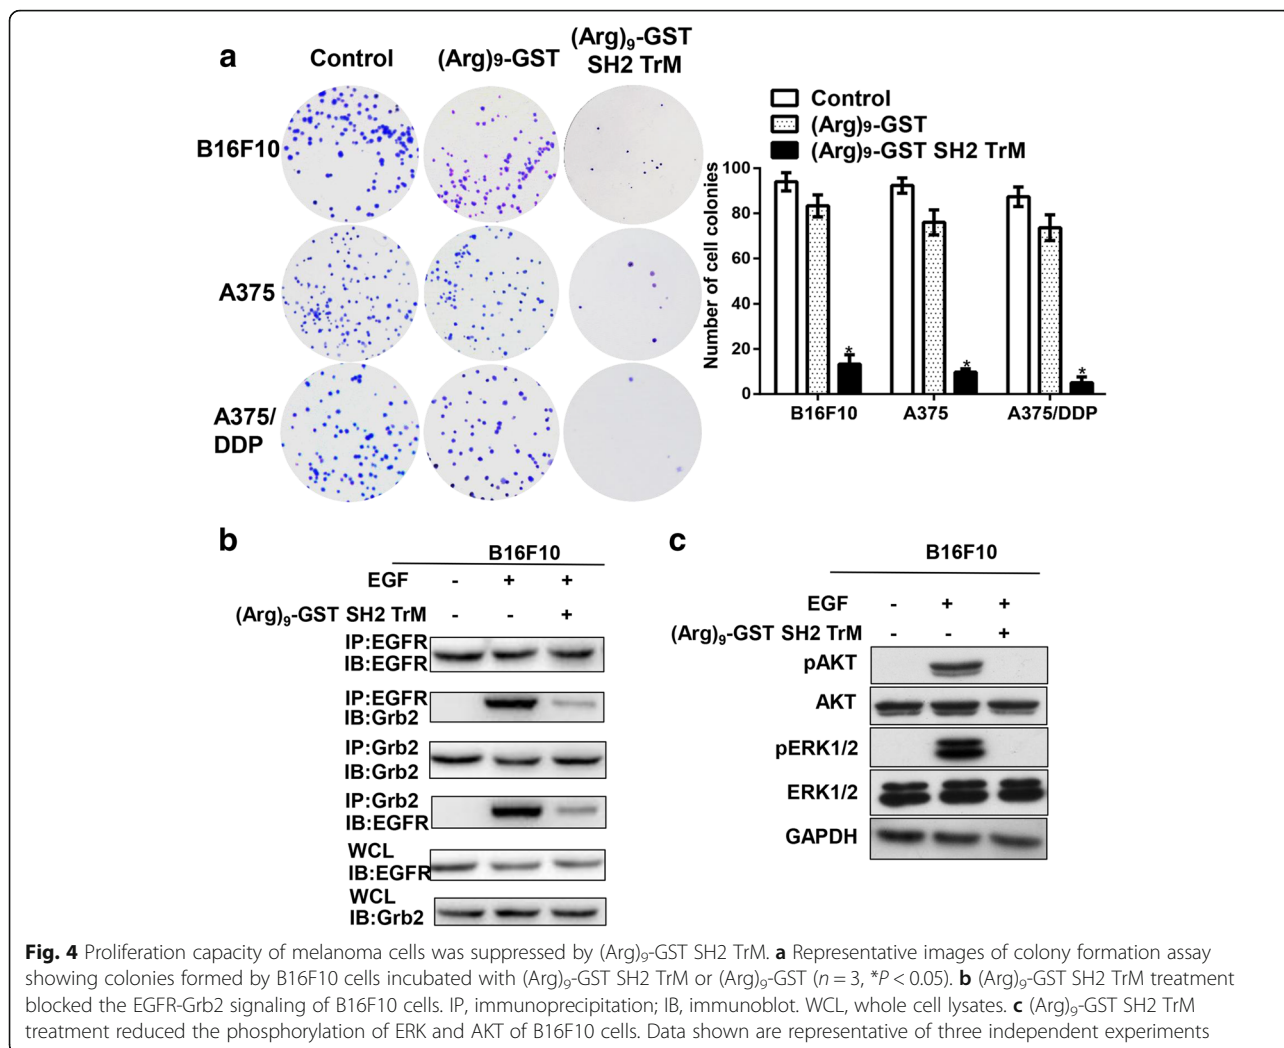 a
Control
(Arg)9-GST
(Arg)9-GST
SH2 TrM
B16F10
A375
A375/
DDP
Control
(Arg)9-GST
(Arg)9-GST SH2 TrM
Number of cell colonies
100
80
60
40
20
0
*
*
*
B16F10
A375
A375/DDP
b
B16F10
EGF - + +
(Arg)9-GST SH2 TrM - - +
IP:EGFR
IB:EGFR
IP:EGFR
IB:Grb2
IP:Grb2
IB:Grb2
IP:Grb2
IB:EGFR
WCL
IB:EGFR
WCL
IB:Grb2
c
B16F10
EGF - + +
(Arg)9-GST SH2 TrM - - +
pAKT
AKT
pERK1/2
ERK1/2
GAPDH
Fig. 4 Proliferation capacity of melanoma cells was suppressed by (Arg)9-GST SH2 TrM. a Representative images of colony formation assay
showing colonies formed by B16F10 cells incubated with (Arg)9-GST SH2 TrM or (Arg)9-GST (n = 3, *P < 0.05). b (Arg)9-GST SH2 TrM treatment
blocked the EGFR-Grb2 signaling of B16F10 cells. IP, immunoprecipitation; IB, immunoblot. WCL, whole cell lysates. c (Arg)9-GST SH2 TrM
treatment reduced the phosphorylation of ERK and AKT of B16F10 cells. Data shown are representative of three independent experiments